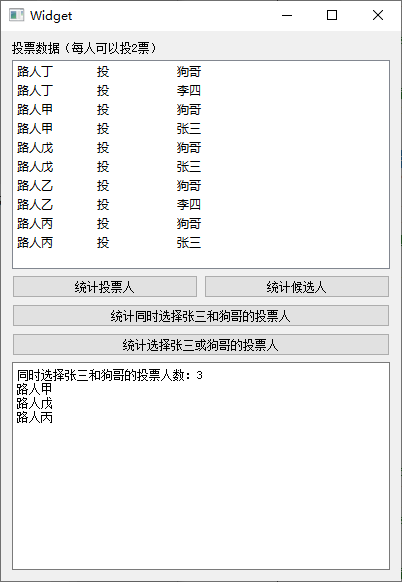 Widget
投票数据（每人可以投2票）
路人丁 投 狗哥
路人丁 投 李四
路人甲 投 狗哥
路人甲 投 张三
路人戊 投 狗哥
路人戊 投 张三
路人乙 投 狗哥
路人乙 投 李四
路人丙 投 狗哥
路人丙 投 张三
统计投票人 统计候选人
统计同时选择张三和狗哥的投票人
统计选择张三或狗哥的投票人
同时选择张三和狗哥的投票人数：3
路人甲
路人戊
路人丙